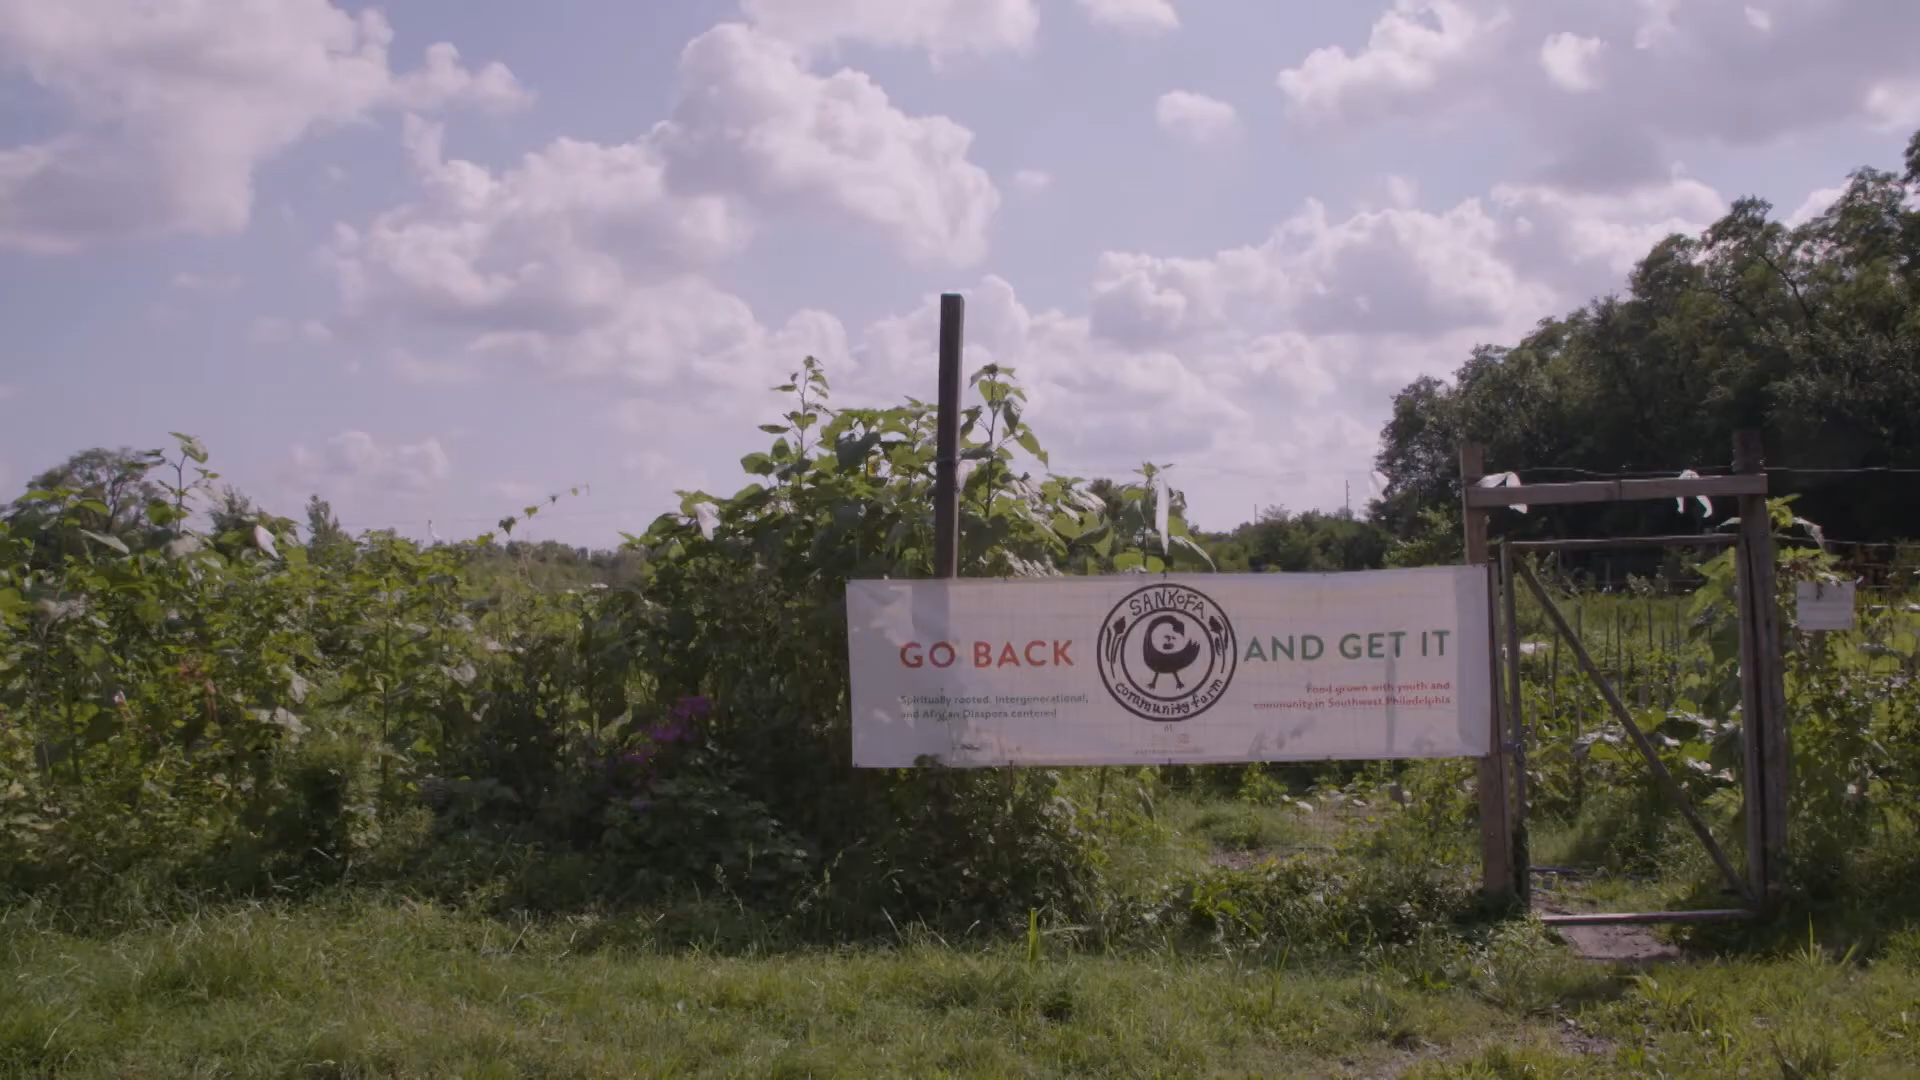 GO BACK
SANKOFA
community farm
AND GET IT
Spiritually rooted, intergenerational,
and African Diaspora centered
Food grown with youth and
community in Southwest Philadelphia
at